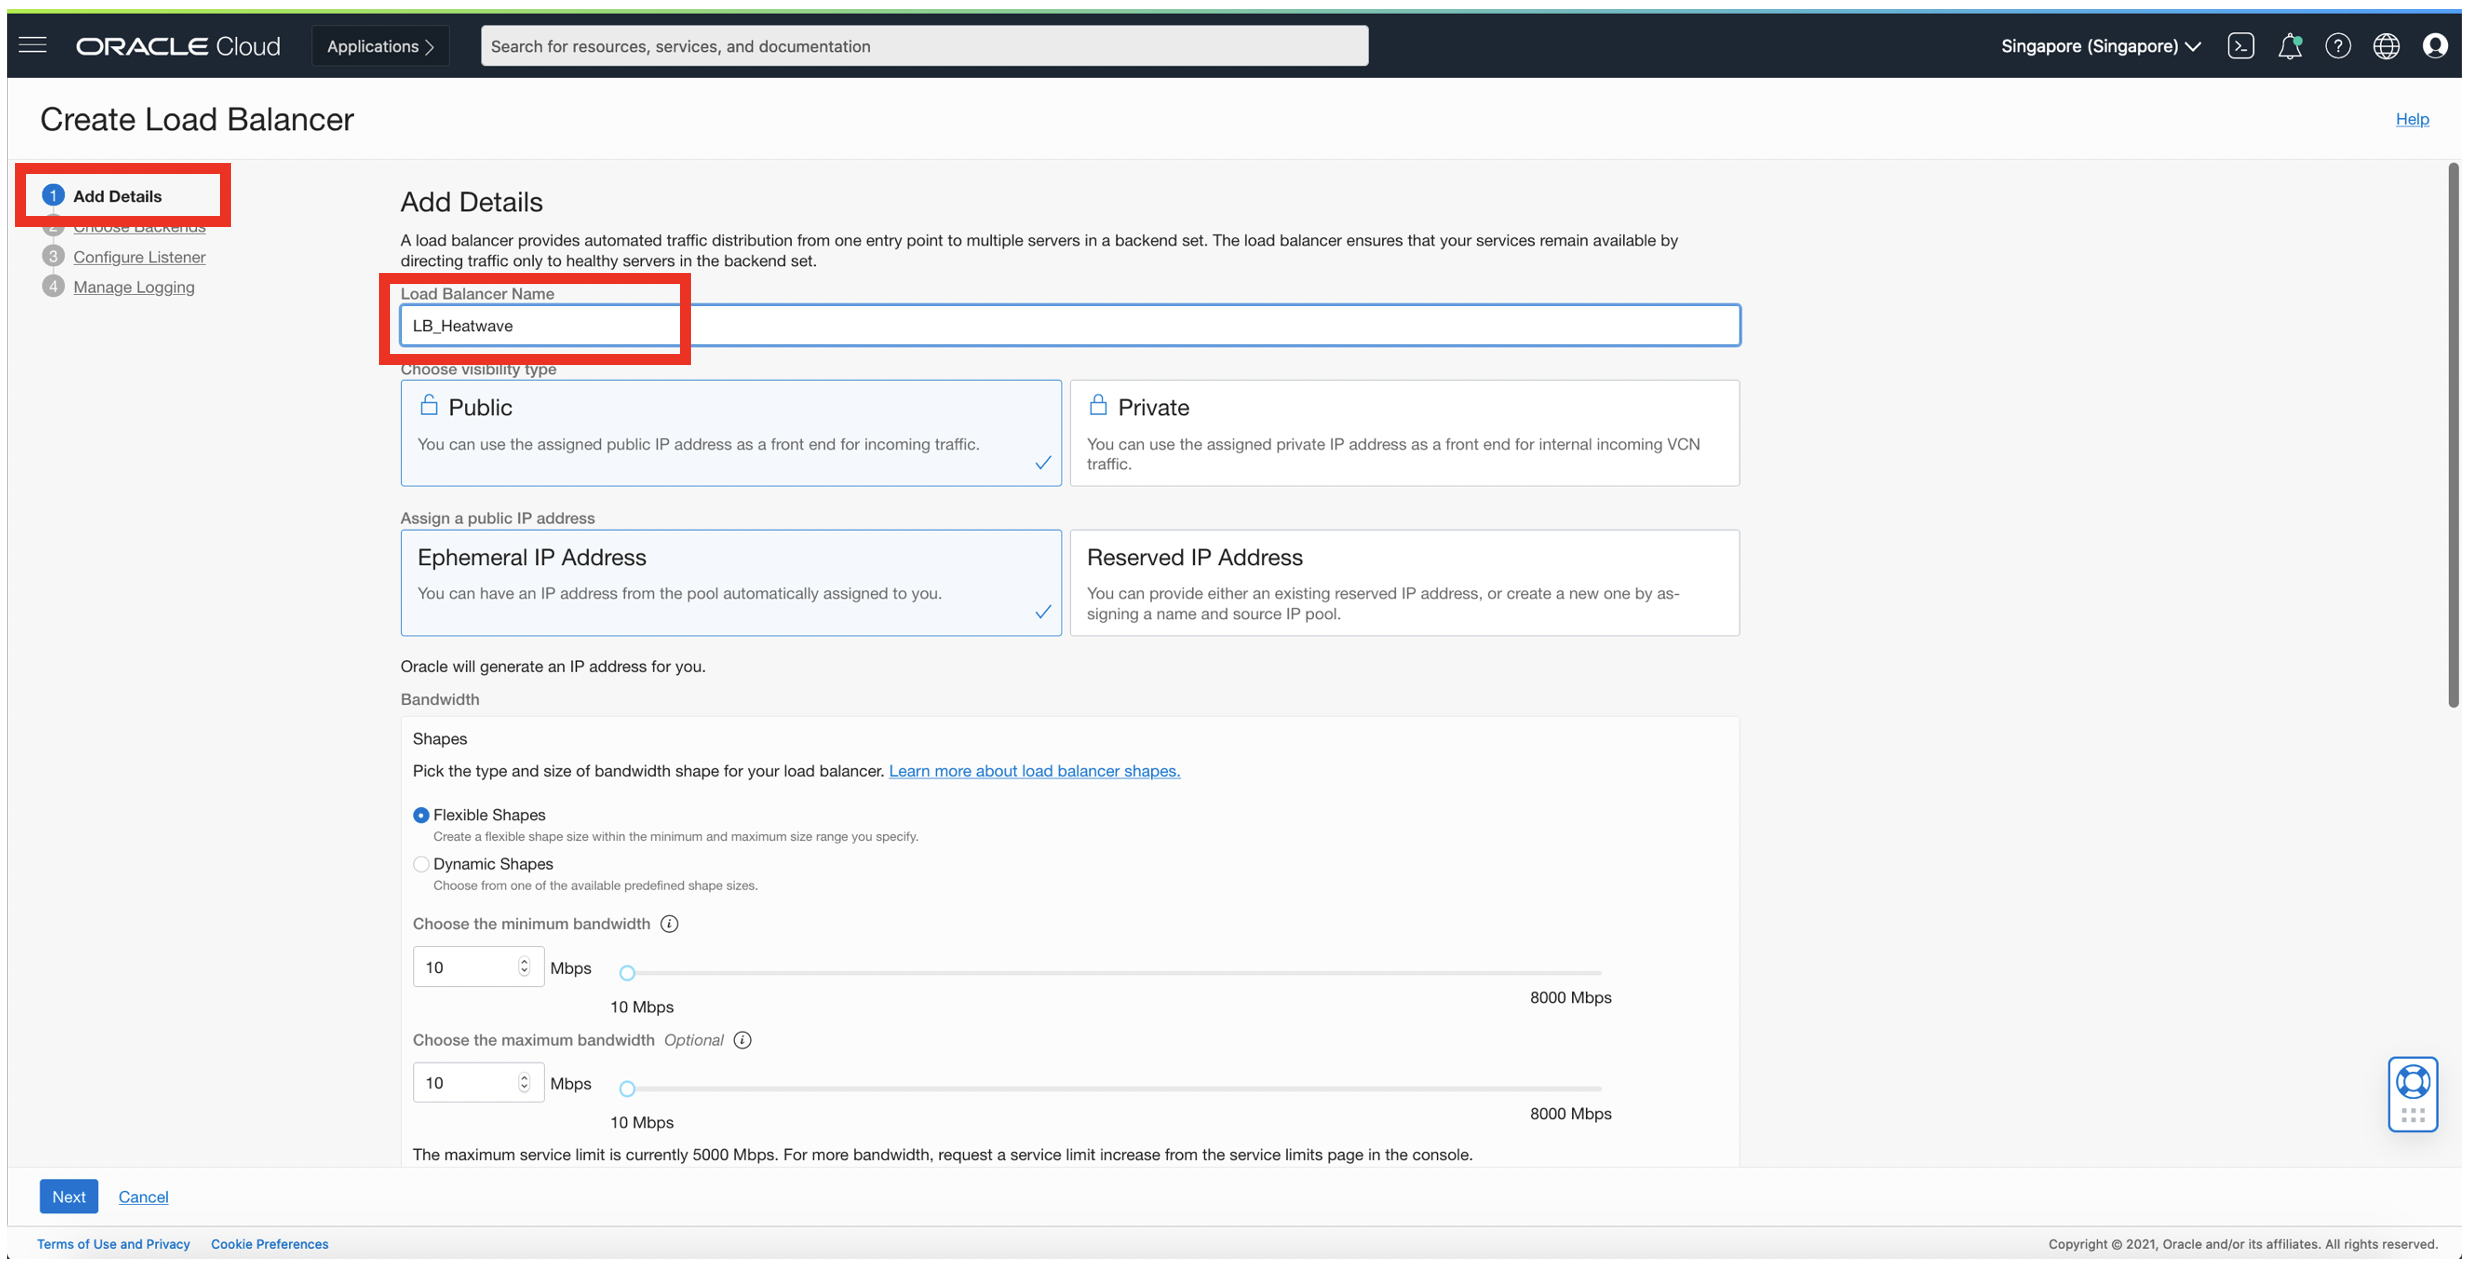 ORACLE Cloud
Applications
Search for resources, services, and documentation
Singapore (Singapore)
Create Load Balancer
Help
1 Add Details
2 Choose Backends
3 Configure Listener
4 Manage Logging
Add Details
A load balancer provides automated traffic distribution from one entry point to multiple servers in a backend set. The load balancer ensures that your services remain available by
directing traffic only to healthy servers in the backend set.
Load Balancer Name
LB_Heatwave
Choose visibility type
Public
You can use the assigned public IP address as a front end for incoming traffic.
Private
You can use the assigned private IP address as a front end for internal incoming VCN
traffic.
Assign a public IP address
Ephemeral IP Address
You can have an IP address from the pool automatically assigned to you.
Reserved IP Address
You can provide either an existing reserved IP address, or create a new one by as-
signing a name and source IP pool.
Oracle will generate an IP address for you.
Bandwidth
Shapes
Pick the type and size of bandwidth shape for your load balancer. Learn more about load balancer shapes.
Flexible Shapes
Create a flexible shape size within the minimum and maximum size range you specify.
Dynamic Shapes
Choose from one of the available predefined shape sizes.
Choose the minimum bandwidth
10 Mbps
10 Mbps
8000 Mbps
Choose the maximum bandwidth Optional
10 Mbps
10 Mbps
8000 Mbps
The maximum service limit is currently 5000 Mbps. For more bandwidth, request a service limit increase from the service limits page in the console.
Next
Cancel
Terms of Use and Privacy
Cookie Preferences
Copyright © 2021, Oracle and/or its affiliates. All rights reserved.